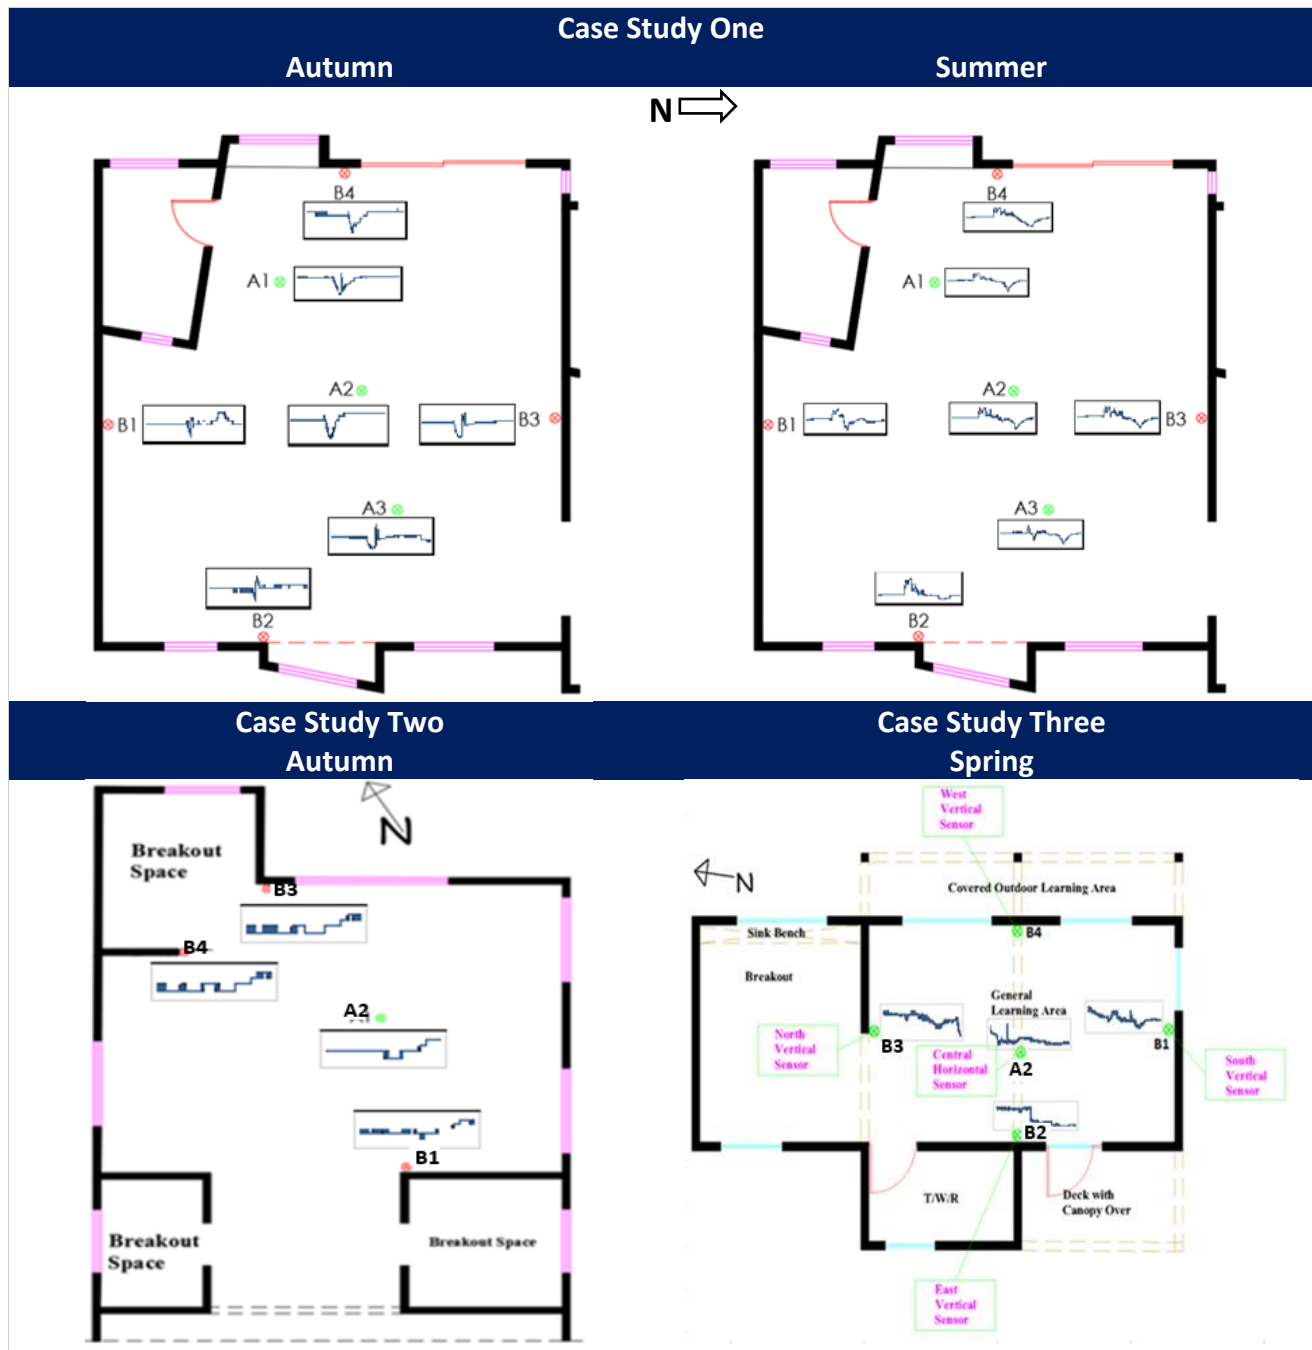 Case Study One
Autumn
Summer
N
B4
A1
A2
B1
B3
A3
B2
B4
A1
A2
B1
B3
A3
B2
Case Study Two
Autumn
Case Study Three
Spring
N
Breakout
Space
B3
B4
A2
B1
Breakout
Space
Breakout Space
West
Vertical
Sensor
N
Covered Outdoor Learning Area
Sink Bench
B4
Breakout
General
Learning Area
North
Vertical
Sensor
B3
Central
Horizontal
Sensor
A2
B1
South
Vertical
Sensor
B2
T/W/R
Deck with
Canopy Over
East
Vertical
Sensor